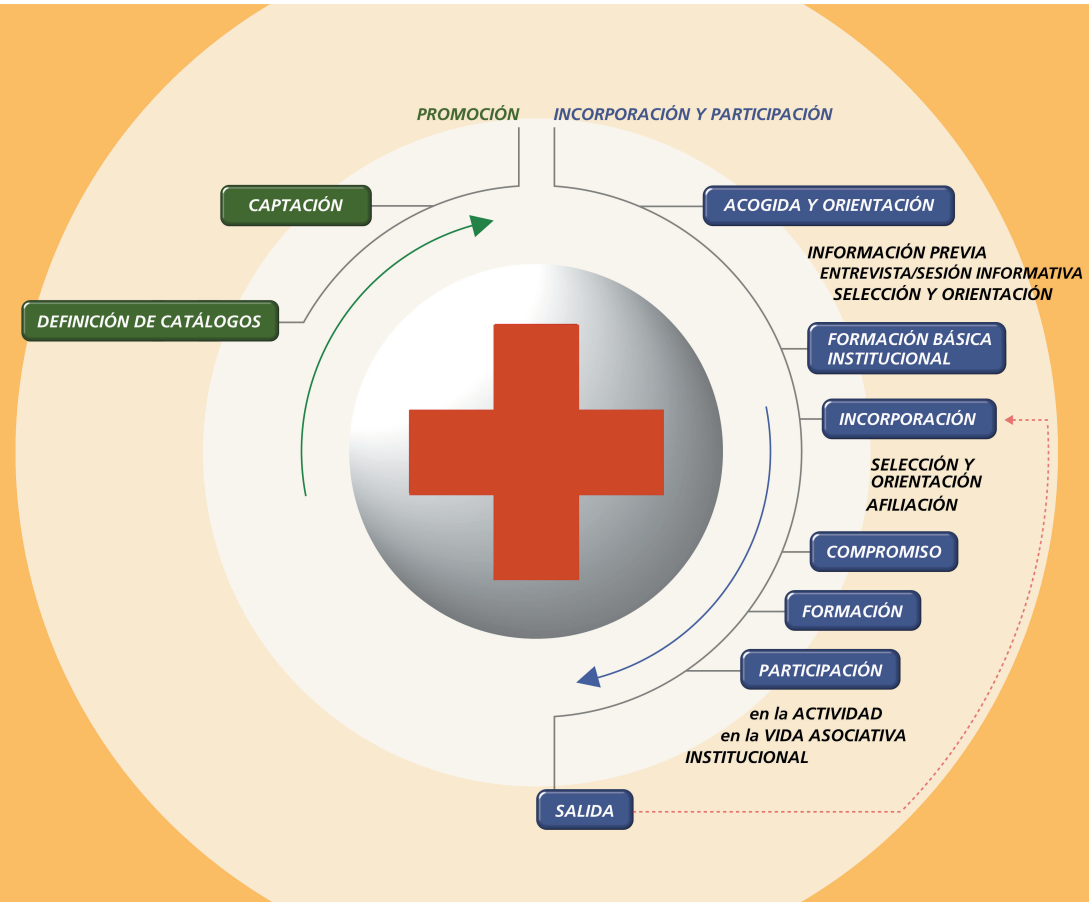 PROMOCIÓN
INCORPORACIÓN Y PARTICIPACIÓN
CAPTACIÓN
DEFINICIÓN DE CATÁLOGOS
ACOGIDA Y ORIENTACIÓN
INFORMACIÓN PREVIA
ENTREVISTA/SESIÓN INFORMATIVA
SELECCIÓN Y ORIENTACIÓN
FORMACIÓN BÁSICA
INSTITUCIONAL
INCORPORACIÓN
SELECCIÓN Y
ORIENTACIÓN
AFILIACIÓN
COMPROMISO
FORMACIÓN
PARTICIPACIÓN
en la ACTIVIDAD
en la VIDA ASOCIATIVA
INSTITUCIONAL
SALIDA